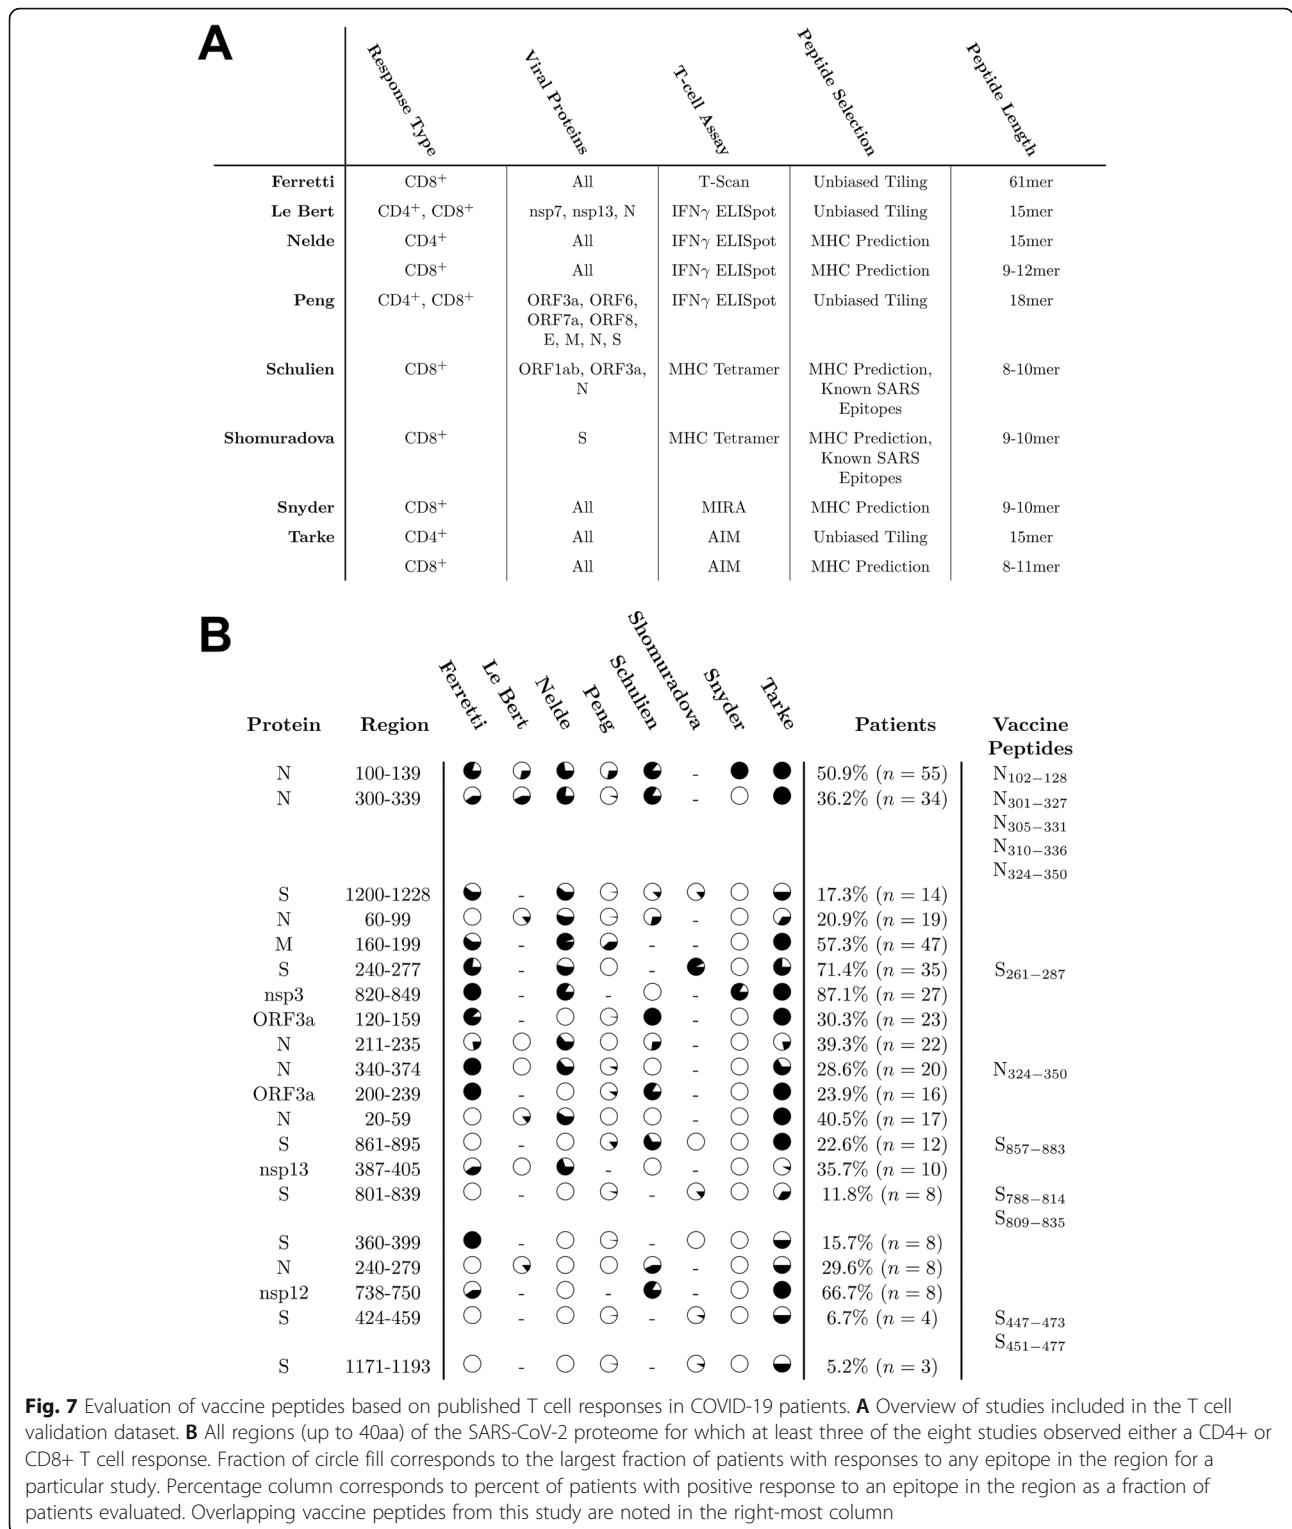 A
Response Type
Viral Proteins
T-cell Assay
Peptide Selection
Peptide Length
Ferretti CD8+ All T-Scan Unbiased Tiling 61mer
Le Bert CD4+, CD8+ nsp7, nsp13, N IFNγ ELISpot Unbiased Tiling 15mer
Nelde CD4+ All IFNγ ELISpot MHC Prediction 15mer
CD8+ All IFNγ ELISpot MHC Prediction 9-12mer
Peng CD4+, CD8+ ORF3a, ORF6, IFNγ ELISpot Unbiased Tiling 18mer
ORF7a, ORF8,
E, M, N, S
Schulien CD8+ ORF1ab, ORF3a, MHC Tetramer MHC Prediction, 8-10mer
N Known SARS
Epitopes
Shomuradova CD8+ S MHC Tetramer MHC Prediction, 9-10mer
Known SARS
Epitopes
Snyder CD8+ All MIRA MHC Prediction 9-10mer
Tarke CD4+ All AIM Unbiased Tiling 15mer
CD8+ All AIM MHC Prediction 8-11mer
B
Ferretti
Le Bert
Nelde
Peng
Schulien
Shomuradova
Snyder
Tarke
Protein Region Patients Vaccine
Peptides
N 100-139 - 50.9% (n = 55) N102−128
N 300-339 - 36.2% (n = 34) N301−327
N305−331
N310−336
N324−350
S 1200-1228 - 17.3% (n = 14)
N 60-99 - 20.9% (n = 19)
M 160-199 - - - 57.3% (n = 47)
S 240-277 - - 71.4% (n = 35) S261−287
nsp3 820-849 - - - 87.1% (n = 27)
ORF3a 120-159 - - 30.3% (n = 23)
N 211-235 - 39.3% (n = 22)
N 340-374 - 28.6% (n = 20) N324−350
ORF3a 200-239 - - 23.9% (n = 16)
N 20-59 - 40.5% (n = 17)
S 861-895 - 22.6% (n = 12) S857−883
nsp13 387-405 - - 35.7% (n = 10)
S 801-839 - - 11.8% (n = 8) S788−814
S809−835
S 360-399 - - 15.7% (n = 8)
N 240-279 - 29.6% (n = 8)
nsp12 738-750 - - - 66.7% (n = 8)
S 424-459 - - 6.7% (n = 4) S447−473
S451−477
S 1171-1193 - - 5.2% (n = 3)
Fig. 7 Evaluation of vaccine peptides based on published T cell responses in COVID-19 patients. A Overview of studies included in the T cell
validation dataset. B All regions (up to 40aa) of the SARS-CoV-2 proteome for which at least three of the eight studies observed either a CD4+ or
CD8+ T cell response. Fraction of circle fill corresponds to the largest fraction of patients with responses to any epitope in the region for a
particular study. Percentage column corresponds to percent of patients with positive response to an epitope in the region as a fraction of
patients evaluated. Overlapping vaccine peptides from this study are noted in the right-most column